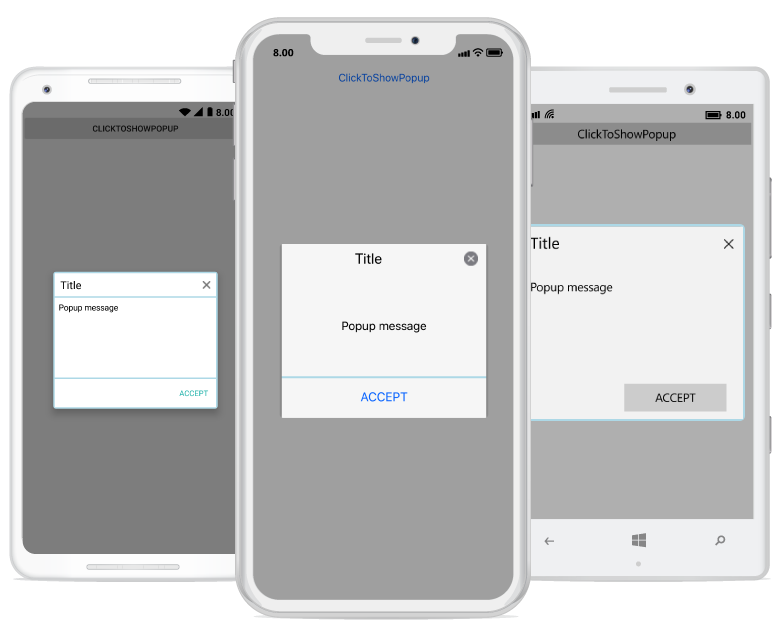 8.00
CLICKTOSHOWPOPUP
Title
Popup message
ACCEPT
8.00
ClickToShowPopup
Title
Popup message
ACCEPT
8.00
ClickToShowPopup
Title
Popup message
ACCEPT